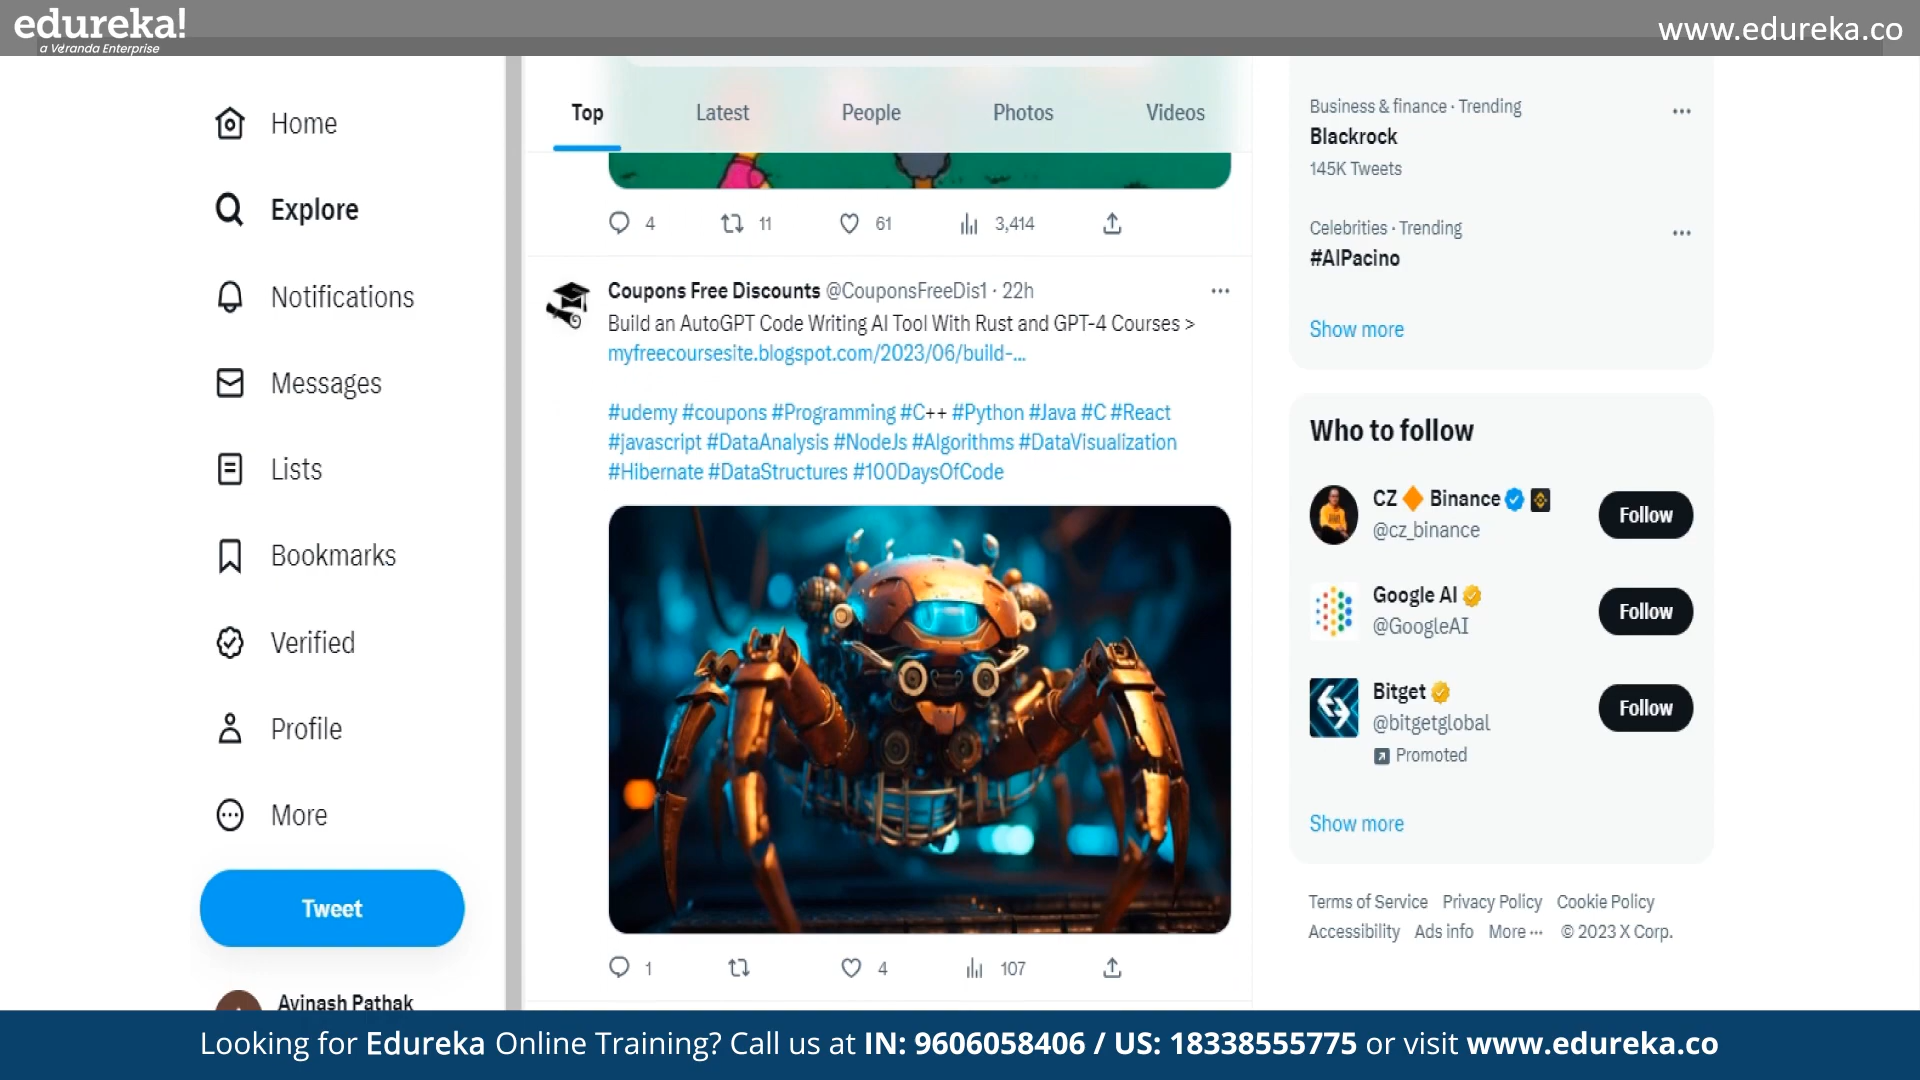 edureka!
a Veranda Enterprise
www.edureka.co
Home
Explore
Notifications
Messages
Lists
Bookmarks
Verified
Profile
More
Tweet
Avinash Pathak
Top Latest People Photos Videos
4 11 61 3,414
Coupons Free Discounts @CouponsFreeDis1 · 22h
Build an AutoGPT Code Writing AI Tool With Rust and GPT-4 Courses >
myfreecoursesite.blogspot.com/2023/06/build-...
#udemy #coupons #Programming #C++ #Python #Java #C #React
#javascript #DataAnalysis #NodeJs #Algorithms #DataVisualization
#Hibernate #DataStructures #100DaysOfCode
1 4 107
Business & finance · Trending
Blackrock
145K Tweets
Celebrities · Trending
#AlPacino
Show more
Who to follow
CZ 🔶 Binance
@cz_binance
Follow
Google AI
@GoogleAI
Follow
Bitget
@bitgetglobal
Promoted
Follow
Show more
Terms of Service Privacy Policy Cookie Policy
Accessibility Ads info More ··· © 2023 X Corp.
Looking for Edureka Online Training? Call us at IN: 9606058406 / US: 18338555775 or visit www.edureka.co